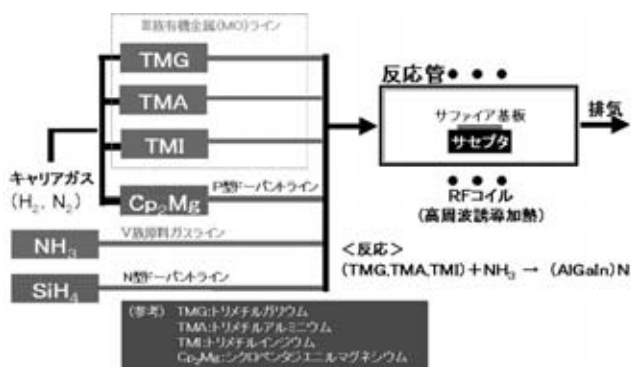 Ⅲ族有機金属(MO)ライン
TMG
TMA
TMI
キャリアガス
(H₂, N₂)
P型ドーパントライン
Cp₂Mg
Ⅴ族原料ガスライン
NH₃
N型ドーパントライン
SiH₄
反応管
サファイア基板
サセプタ
排気
RFコイル
(高周波誘導加熱)
<反応>
(TMG,TMA,TMI)+NH₃ → (AlGaIn)N
(参考) TMG:トリメチルガリウム
TMA:トリメチルアルミニウム
TMI:トリメチルインジウム
Cp₂Mg:シクロペンタジエニルマグネシウム